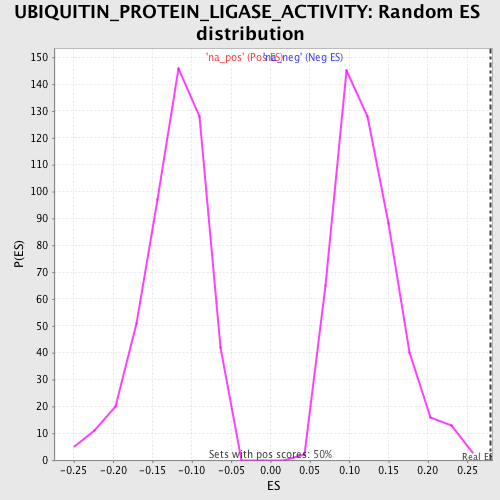 UBIQUITIN_PROTEIN_LIGASE_ACTIVITY: Random ES
distribution
'na_pos' (Pos ES) 'na_neg' (Neg ES)
150
140
130
120
110
100
90
80
70
60
50
40
30
20
10
0
P(ES)
Sets with pos scores: 50%
Real E
-0.25 -0.20 -0.15 -0.10 -0.05 0.00 0.05 0.10 0.15 0.20 0.25
ES